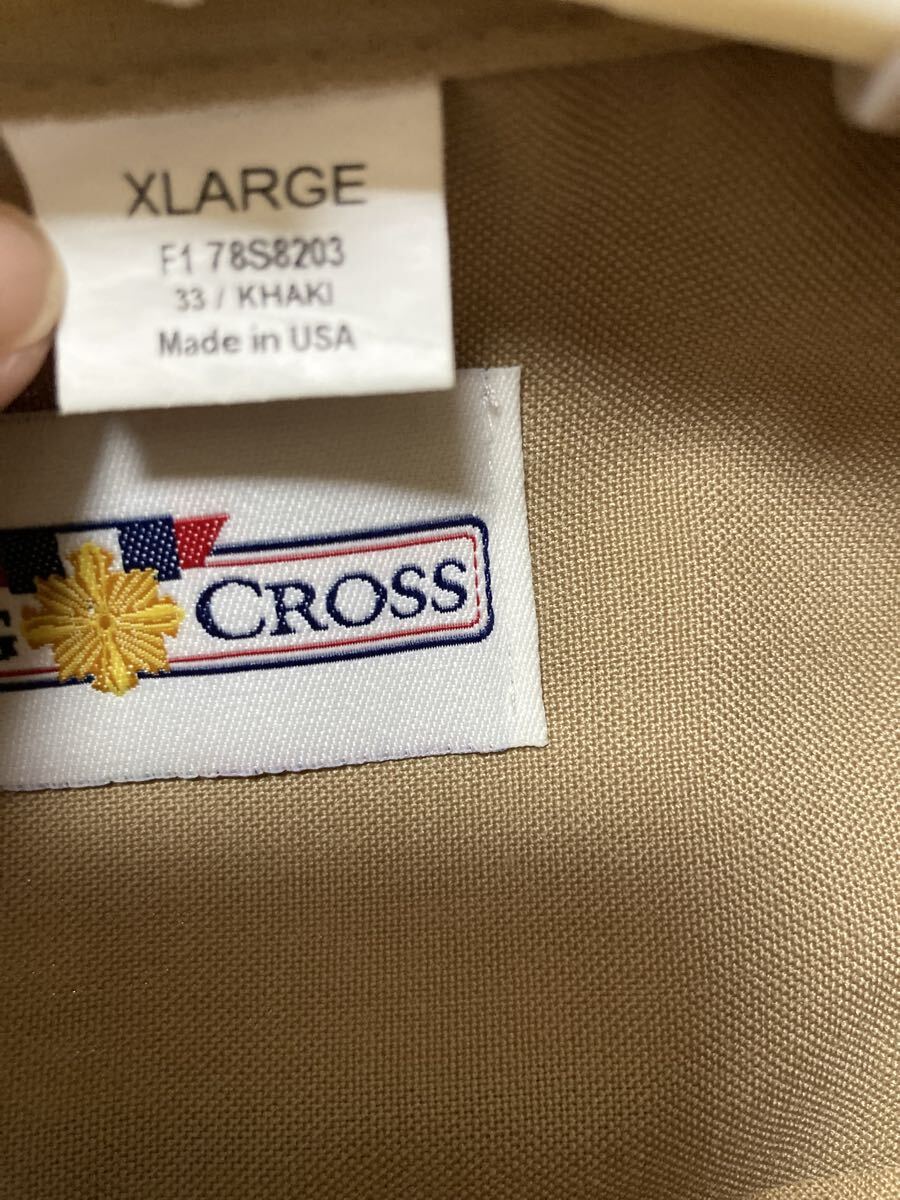 XLARGE
F1 78S8203
33 / KHAKI
Made in USA
G CROSS